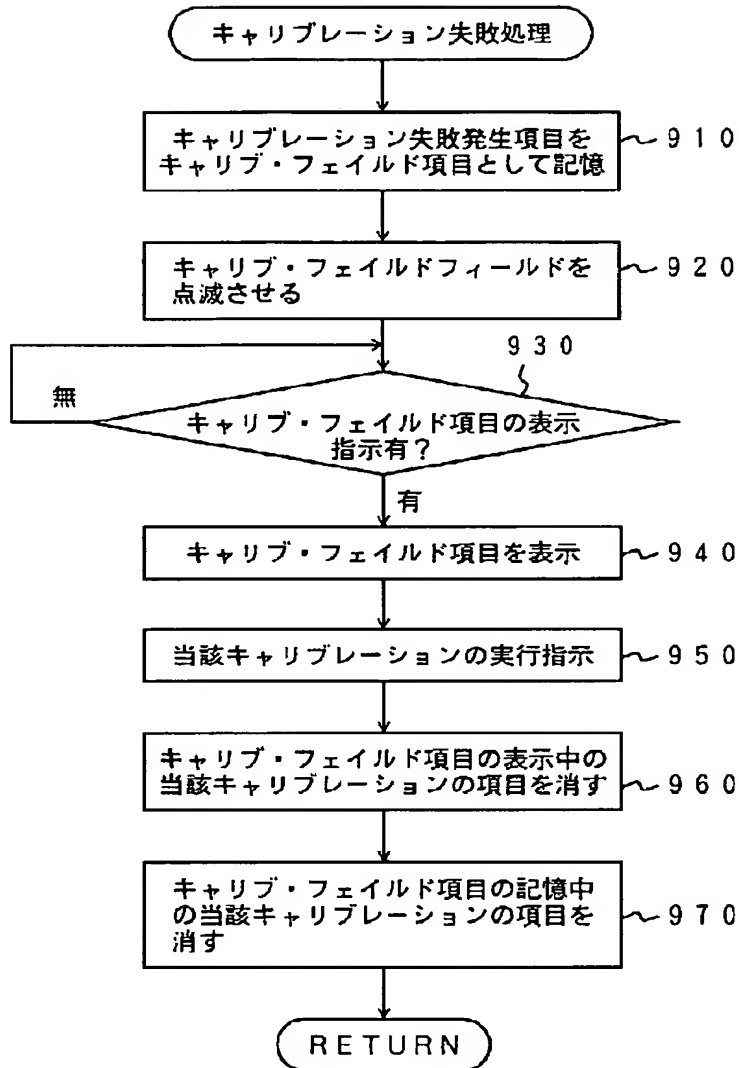 キャリブレーション失敗処理
キャリブレーション失敗発生項目を
キャリブ・フェイルド項目として記憶
910
キャリブ・フェイルドフィールドを
点滅させる
920
930
無
キャリブ・フェイルド項目の表示
指示有?
有
キャリブ・フェイルド項目を表示
940
当該キャリブレーションの実行指示
950
キャリブ・フェイルド項目の表示中の
当該キャリブレーションの項目を消す
960
キャリブ・フェイルド項目の記憶中
の当該キャリブレーションの項目を
消す
970
RETURN